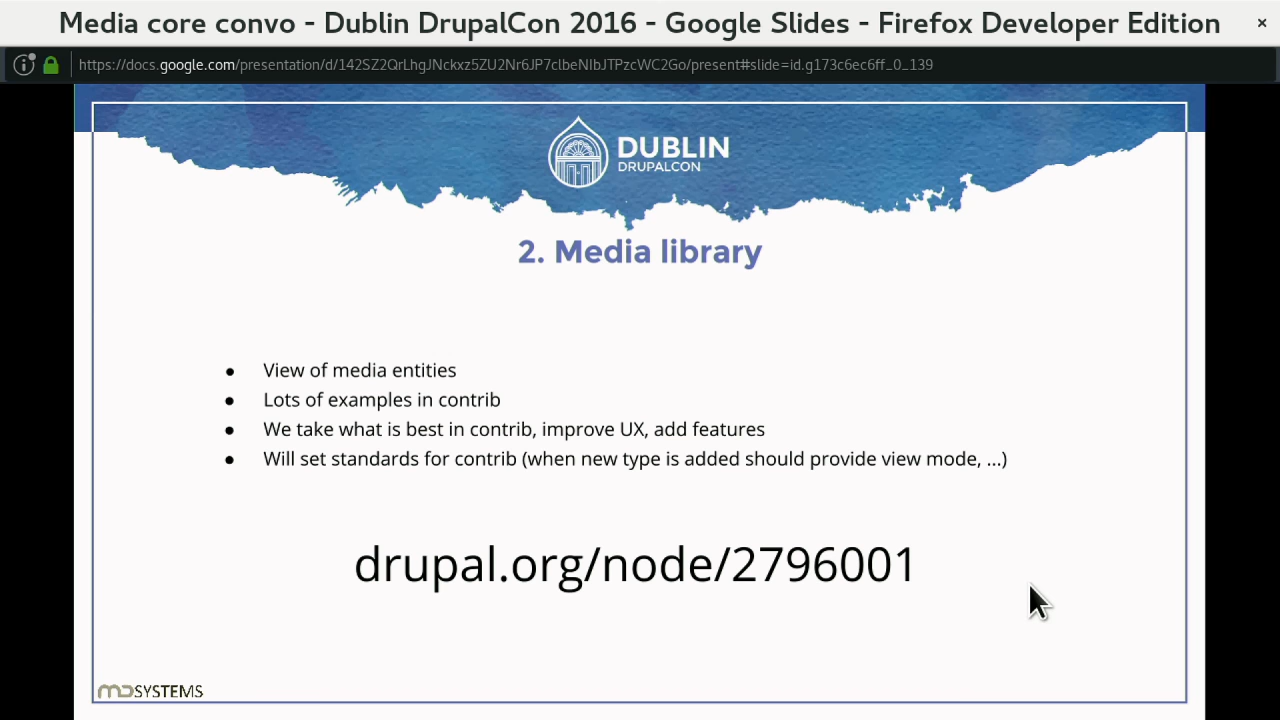 Media core convo - Dublin DrupalCon 2016 - Google Slides - Firefox Developer Edition ×
https://docs.google.com/presentation/d/142SZ2QrLhgJNckxz5ZU2Nr6JP7clbeNIbJTPzcWC2Go/present#slide=id.g173c6ec6ff_0_139
DUBLIN
DRUPALCON
2. Media library
● View of media entities
● Lots of examples in contrib
● We take what is best in contrib, improve UX, add features
● Will set standards for contrib (when new type is added should provide view mode, ...)
drupal.org/node/2796001
MD SYSTEMS